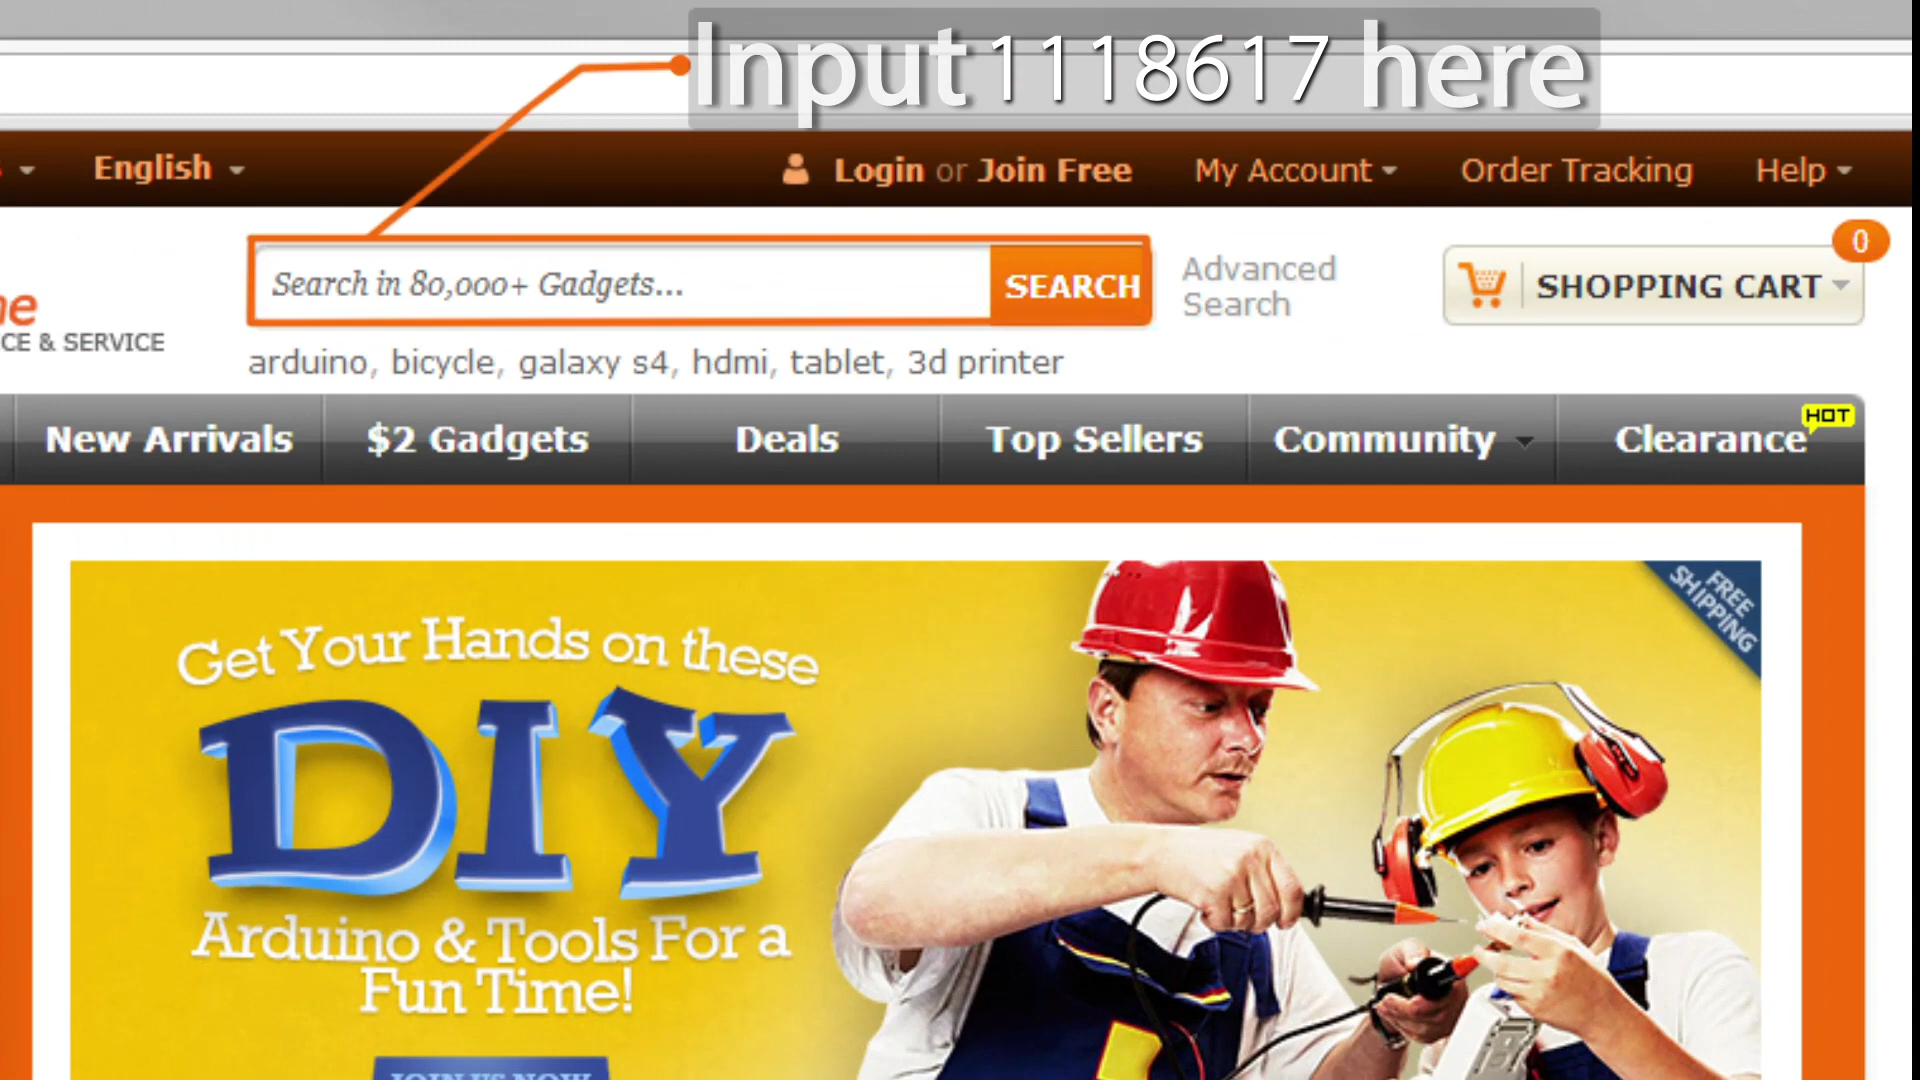 Input 1118617 here
English
Login or Join Free
My Account
Order Tracking
Help
0
Search in 80,000+ Gadgets...
SEARCH
Advanced
Search
SHOPPING CART
CE & SERVICE
arduino, bicycle, galaxy s4, hdmi, tablet, 3d printer
HOT
New Arrivals
$2 Gadgets
Deals
Top Sellers
Community
Clearance
FREE
SHIPPING
Get Your Hands on these
DIY
Arduino & Tools For a
Fun Time!
JOIN US NOW